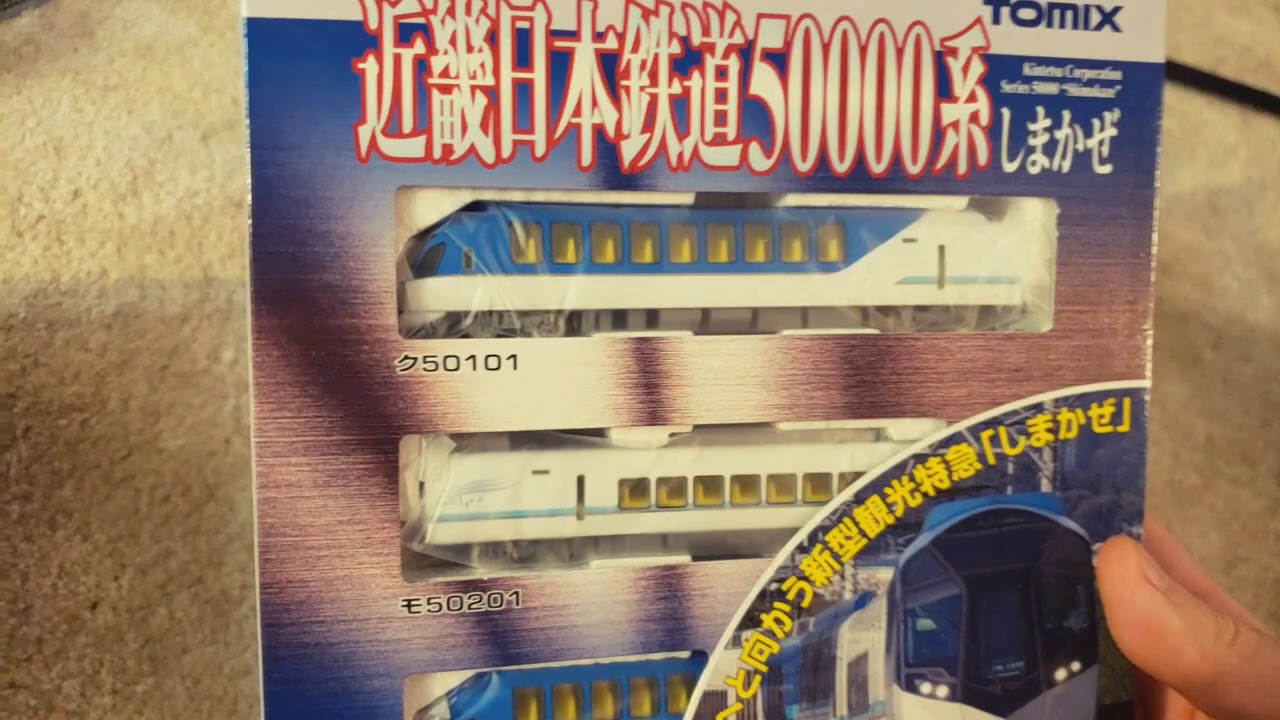 TOMIX
近畿日本鉄道50000系
Kintetsu Corporation
Series 5000 "Shimakaze"
しまかぜ
ク50101
モ50201
へと向かう新型観光特急「しまかぜ」